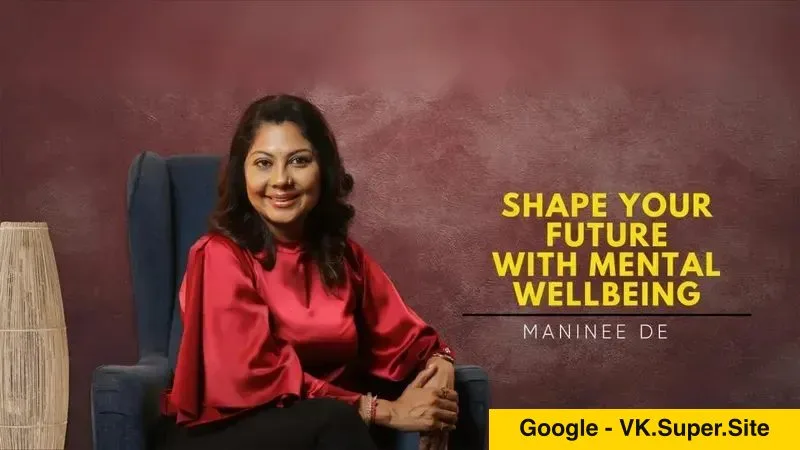 SHAPE YOUR
FUTURE
WITH MENTAL
WELLBEING
MANINEE DE
Google - VK.Super.Site